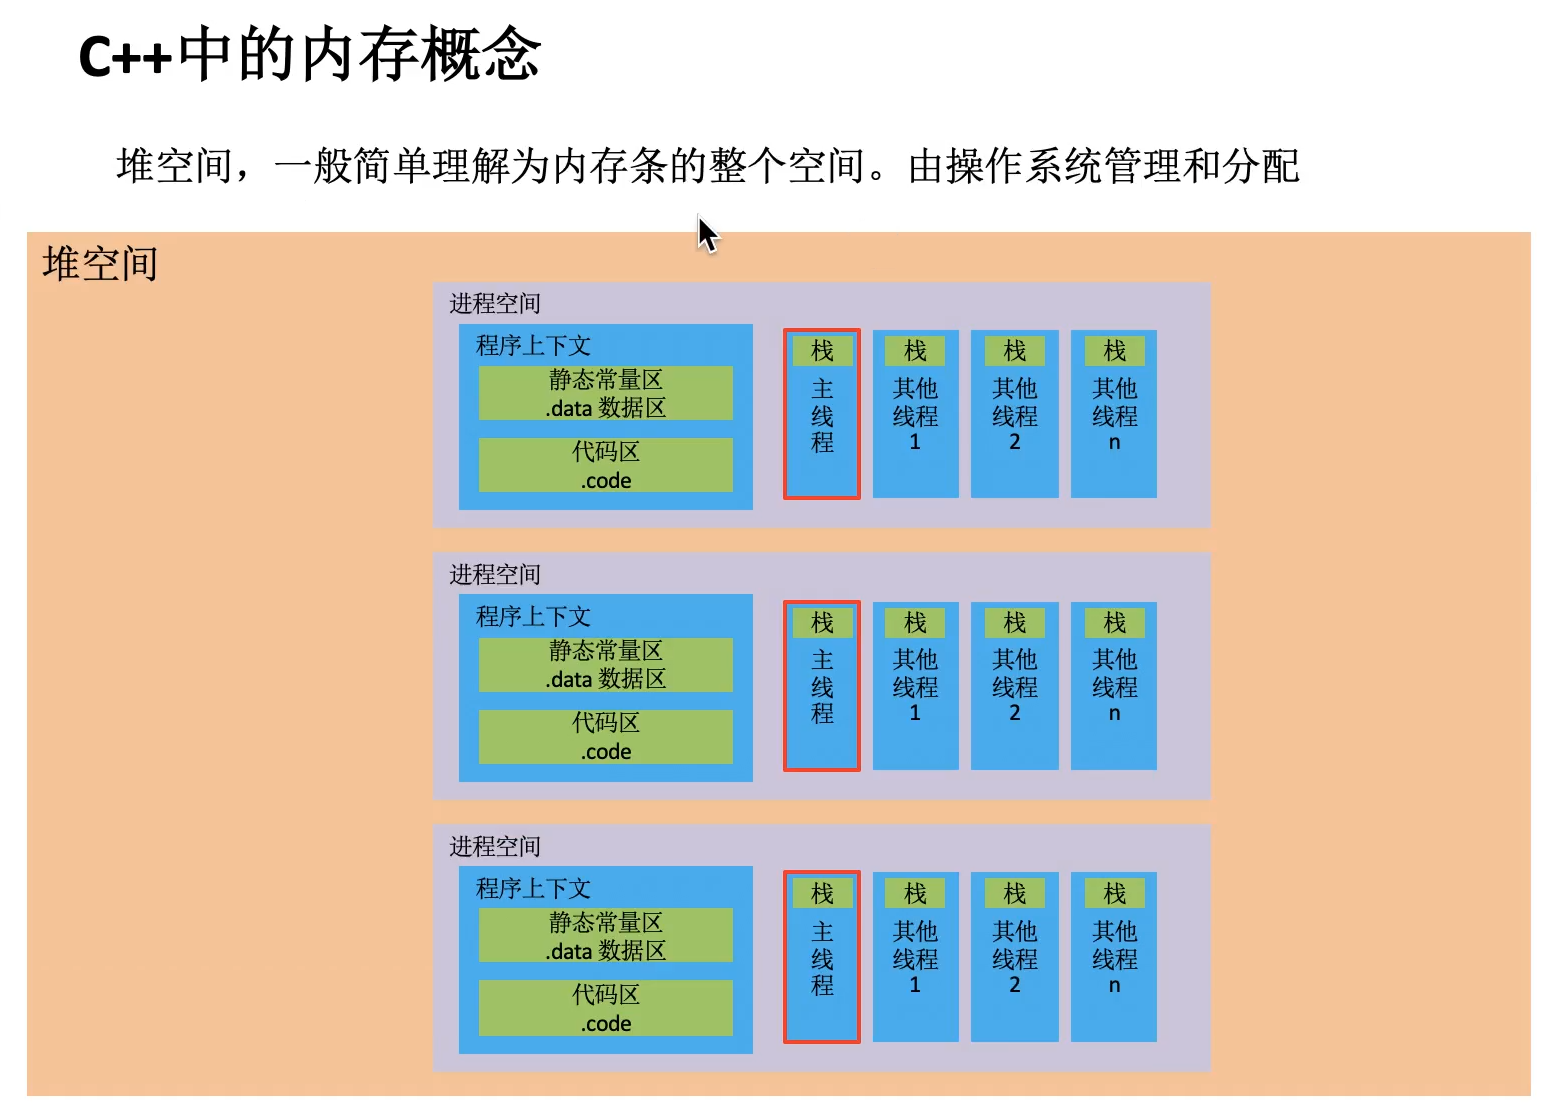 C++中的内存概念
堆空间，一般简单理解为内存条的整个空间。由操作系统管理和分配
堆空间
进程空间
程序上下文
静态常量区
.data 数据区
代码区
.code
栈
主
线
程
栈
其他
线程
1
栈
其他
线程
2
栈
其他
线程
n
进程空间
程序上下文
静态常量区
.data 数据区
代码区
.code
栈
主
线
程
栈
其他
线程
1
栈
其他
线程
2
栈
其他
线程
n
进程空间
程序上下文
静态常量区
.data 数据区
代码区
.code
栈
主
线
程
栈
其他
线程
1
栈
其他
线程
2
栈
其他
线程
n